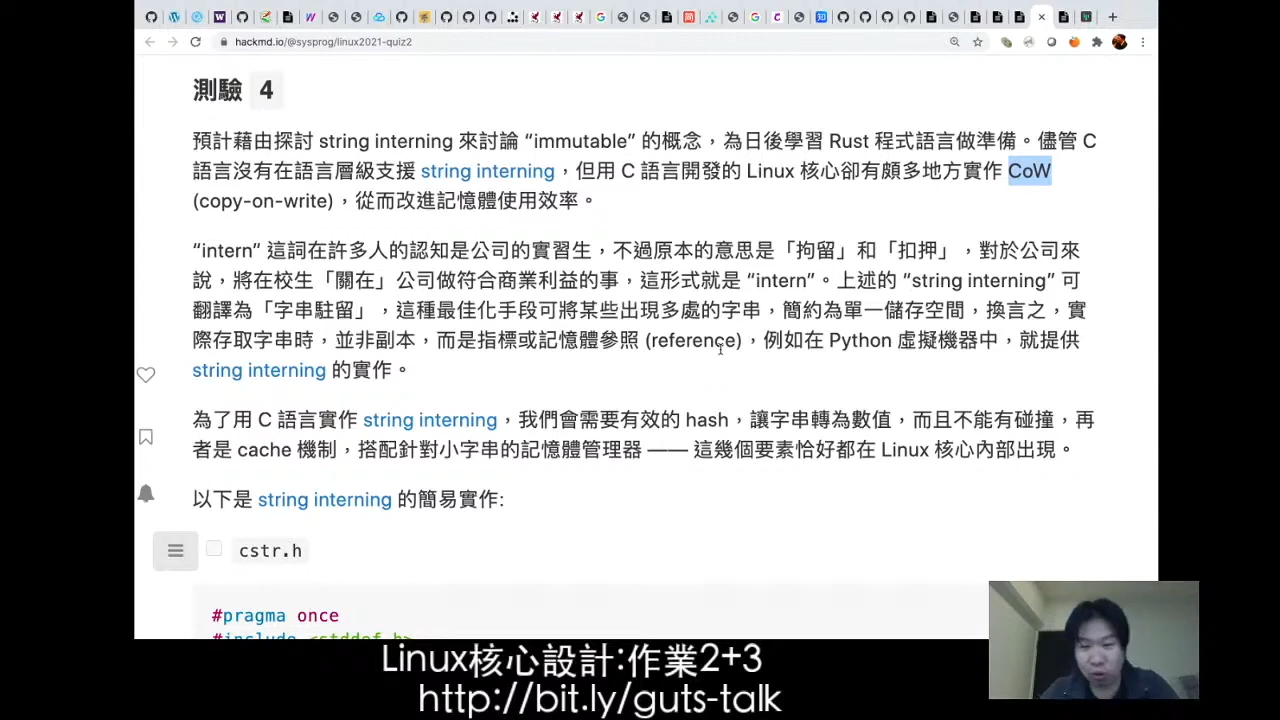 hackmd.io/@sysprog/linux2021-quiz2
測驗 4
預計藉由探討 string interning 來討論 “immutable” 的概念，為日後學習 Rust 程式語言做準備。儘管 C
語言沒有在語言層級支援 string interning，但用 C 語言開發的 Linux 核心卻有頗多地方實作 CoW
(copy-on-write)，從而改進記憶體使用效率。
“intern” 這詞在許多人的認知是公司的實習生，不過原本的意思是「拘留」和「扣押」，對於公司來
說，將在校生「關在」公司做符合商業利益的事，這形式就是 “intern”。上述的 “string interning” 可
翻譯為「字串駐留」，這種最佳化手段可將某些出現多處的字串，簡約為單一儲存空間，換言之，實
際存取字串時，並非副本，而是指標或記憶體參照 (reference)，例如在 Python 虛擬機器中，就提供
string interning 的實作。
為了用 C 語言實作 string interning，我們會需要有效的 hash，讓字串轉為數值，而且不能有碰撞，再
者是 cache 機制，搭配針對小字串的記憶體管理器 —— 這幾個要素恰好都在 Linux 核心內部出現。
以下是 string interning 的簡易實作:
cstr.h
#pragma once
#include <stddef.h>
Linux核心設計:作業2+3
http://bit.ly/guts-talk